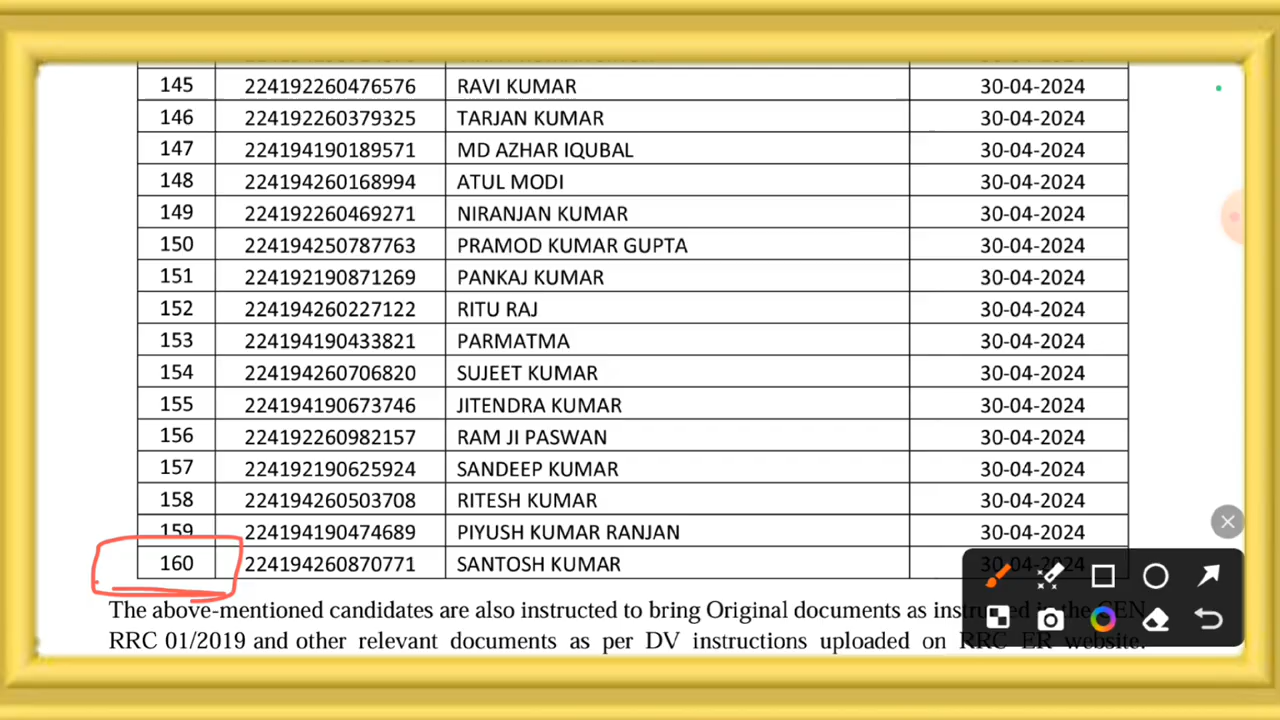 145 224192260476576 RAVI KUMAR 30-04-2024
146 224192260379325 TARJAN KUMAR 30-04-2024
147 224194190189571 MD AZHAR IQUBAL 30-04-2024
148 224194260168994 ATUL MODI 30-04-2024
149 224192260469271 NIRANJAN KUMAR 30-04-2024
150 224194250787763 PRAMOD KUMAR GUPTA 30-04-2024
151 224192190871269 PANKAJ KUMAR 30-04-2024
152 224194260227122 RITU RAJ 30-04-2024
153 224194190433821 PARMATMA 30-04-2024
154 224194260706820 SUJEET KUMAR 30-04-2024
155 224194190673746 JITENDRA KUMAR 30-04-2024
156 224192260982157 RAM JI PASWAN 30-04-2024
157 224192190625924 SANDEEP KUMAR 30-04-2024
158 224194260503708 RITESH KUMAR 30-04-2024
159 224194190474689 PIYUSH KUMAR RANJAN 30-04-2024
160 224194260870771 SANTOSH KUMAR 30-04-2024
The above-mentioned candidates are also instructed to bring Original documents as instructed in the CEN
RRC 01/2019 and other relevant documents as per DV instructions uploaded on RRC ER website.